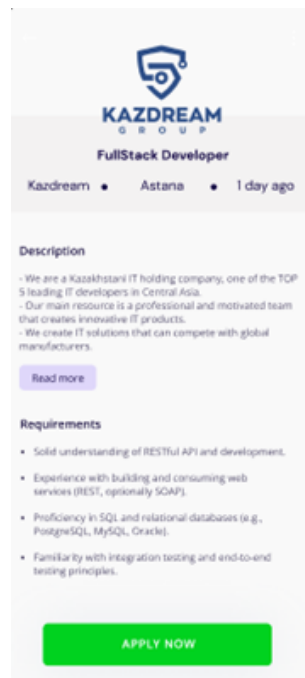 KAZDREAM
GROUP
FullStack Developer
Kazdream • Astana • 1 day ago
Description
- We are a Kazakhstani IT holding company, one of the TOP
5 leading IT developers in Central Asia.
- Our main resource is a professional and motivated team
that creates innovative IT products.
- We create IT solutions that can compete with global
manufacturers.
Read more
Requirements
• Solid understanding of RESTful API and development.
• Experience with building and consuming web
services (REST, optionally SOAP).
• Proficiency in SQL and relational databases (e.g.,
PostgreSQL, MySQL, Oracle).
• Familiarity with integration testing and end-to-end
testing principles.
APPLY NOW